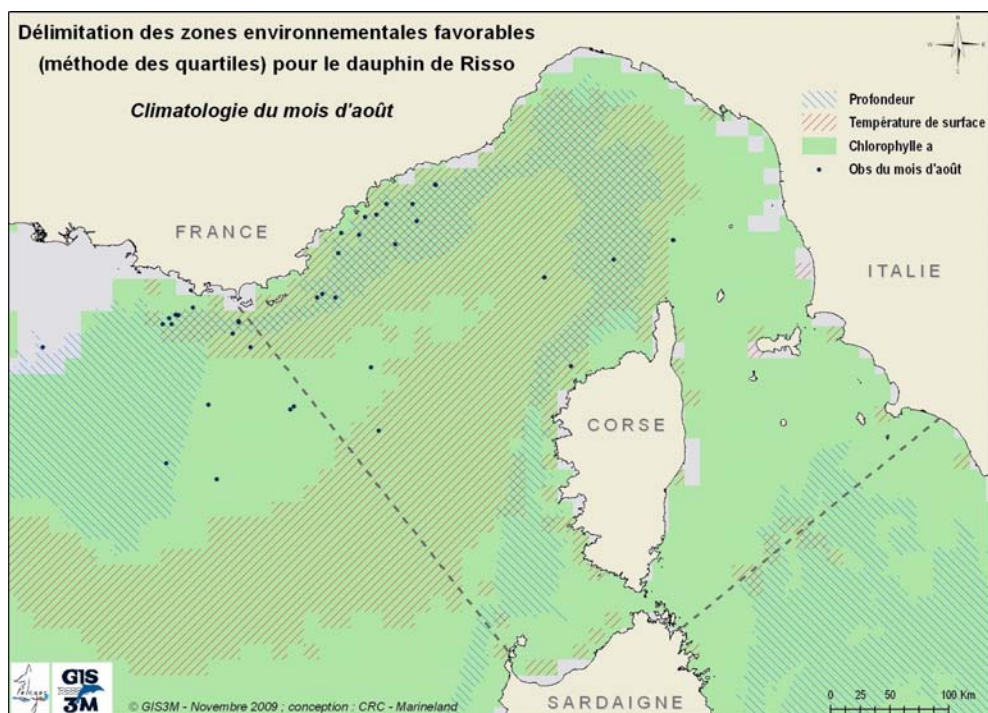 Délimitation des zones environnementales favorables
(méthode des quartiles) pour le dauphin de Risso
Climatologie du mois d'août
N
W
E
S
Profondeur
Température de surface
Chlorophylle a
Obs du mois d'août
FRANCE
ITALIE
CORSE
SARDAIGNE
Pelagos
GIS
3M
© GIS3M - Novembre 2009 ; conception : CRC - Marineland
0 25 50 100 Km